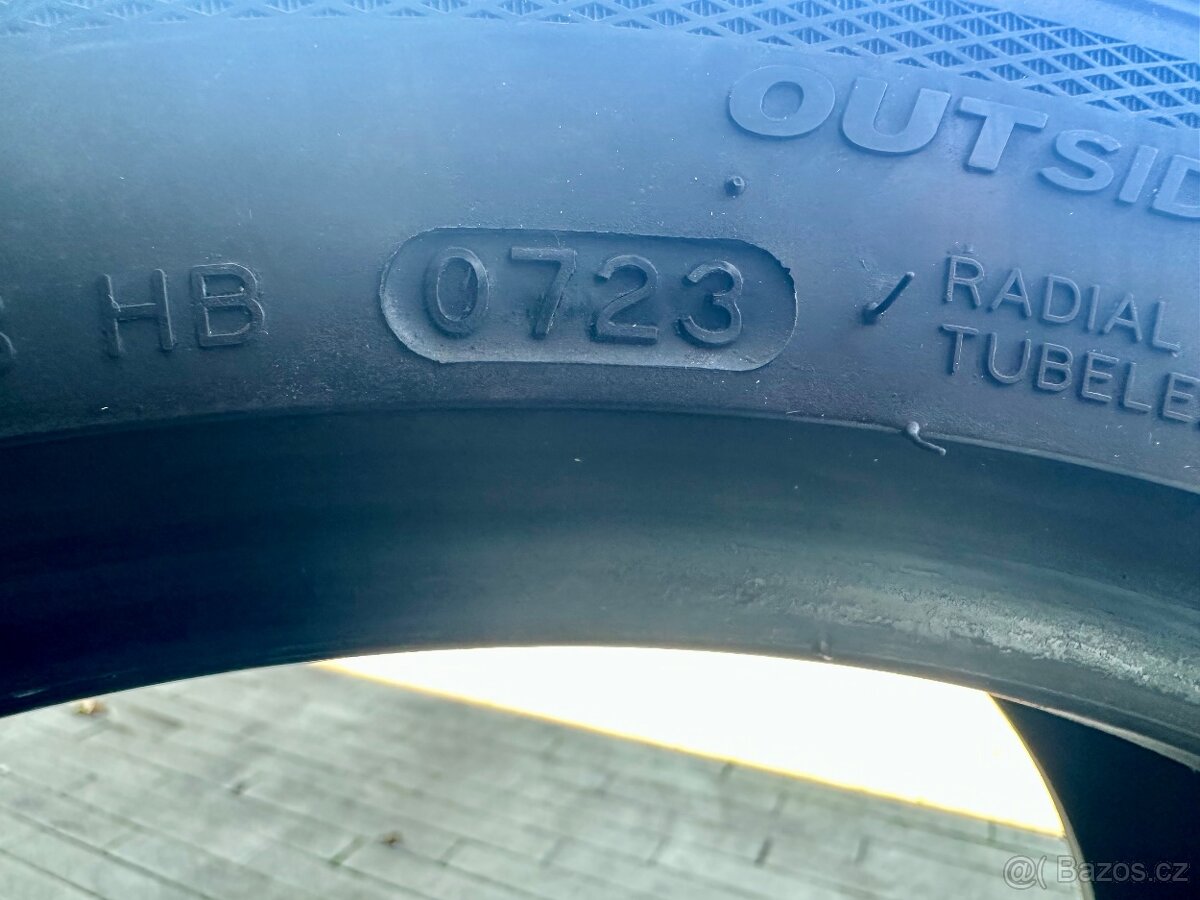 OUTSID
HB 0723
RADIAL
TUBELE
@( Bazos.cz